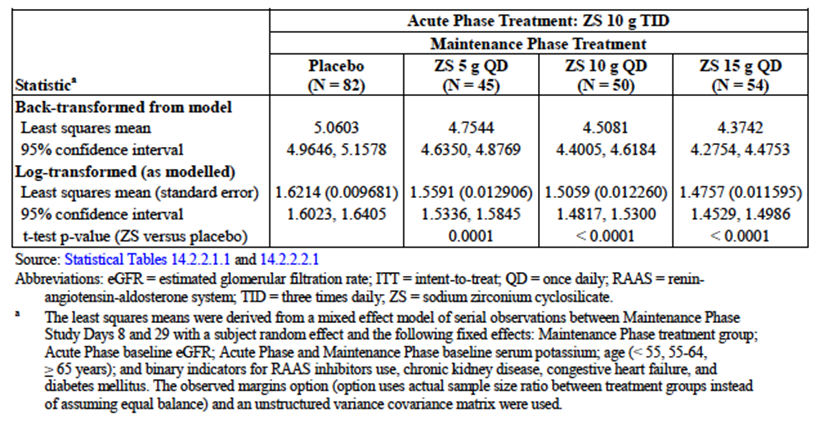 Acute Phase Treatment: ZS 10 g TID
Maintenance Phase Treatment
Statistica Placebo (N = 82) ZS 5 g QD (N = 45) ZS 10 g QD (N = 50) ZS 15 g QD (N = 54)
Back-transformed from model
Least squares mean 5.0603 4.7544 4.5081 4.3742
95% confidence interval 4.9646, 5.1578 4.6350, 4.8769 4.4005, 4.6184 4.2754, 4.4753
Log-transformed (as modelled)
Least squares mean (standard error) 1.6214 (0.009681) 1.5591 (0.012906) 1.5059 (0.012260) 1.4757 (0.011595)
95% confidence interval 1.6023, 1.6405 1.5336, 1.5845 1.4817, 1.5300 1.4529, 1.4986
t-test p-value (ZS versus placebo) 0.0001 < 0.0001 < 0.0001
Source: Statistical Tables 14.2.2.1.1 and 14.2.2.2.1
Abbreviations: eGFR = estimated glomerular filtration rate; ITT = intent-to-treat; QD = once daily; RAAS = renin-
angiotensin-aldosterone system; TID = three times daily; ZS = sodium zirconium cyclosilicate.
a The least squares means were derived from a mixed effect model of serial observations between Maintenance Phase
Study Days 8 and 29 with a subject random effect and the following fixed effects: Maintenance Phase treatment group;
Acute Phase baseline eGFR; Acute Phase and Maintenance Phase baseline serum potassium; age (< 55, 55-64,
≥ 65 years); and binary indicators for RAAS inhibitors use, chronic kidney disease, congestive heart failure, and
diabetes mellitus. The observed margins option (option uses actual sample size ratio between treatment groups instead
of assuming equal balance) and an unstructured variance covariance matrix were used.